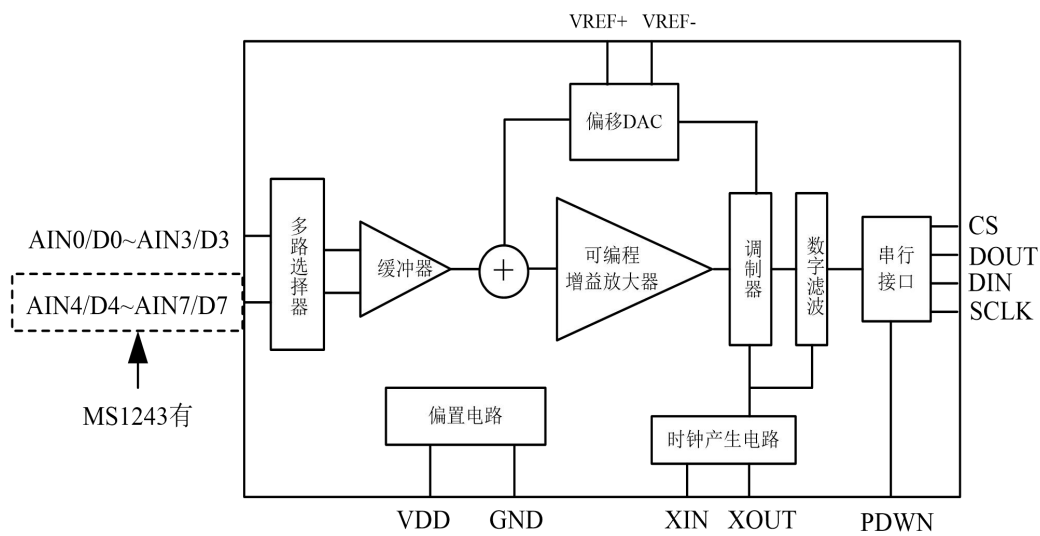 VREF+ VREF-
偏移DAC
AIN0/D0~AIN3/D3
AIN4/D4~AIN7/D7
MS1243有
多路选择器
缓冲器
+
可编程
增益放大器
调制器
数字滤波
串行
接口
CS
DOUT
DIN
SCLK
偏置电路
时钟产生电路
VDD GND XIN XOUT PDWN